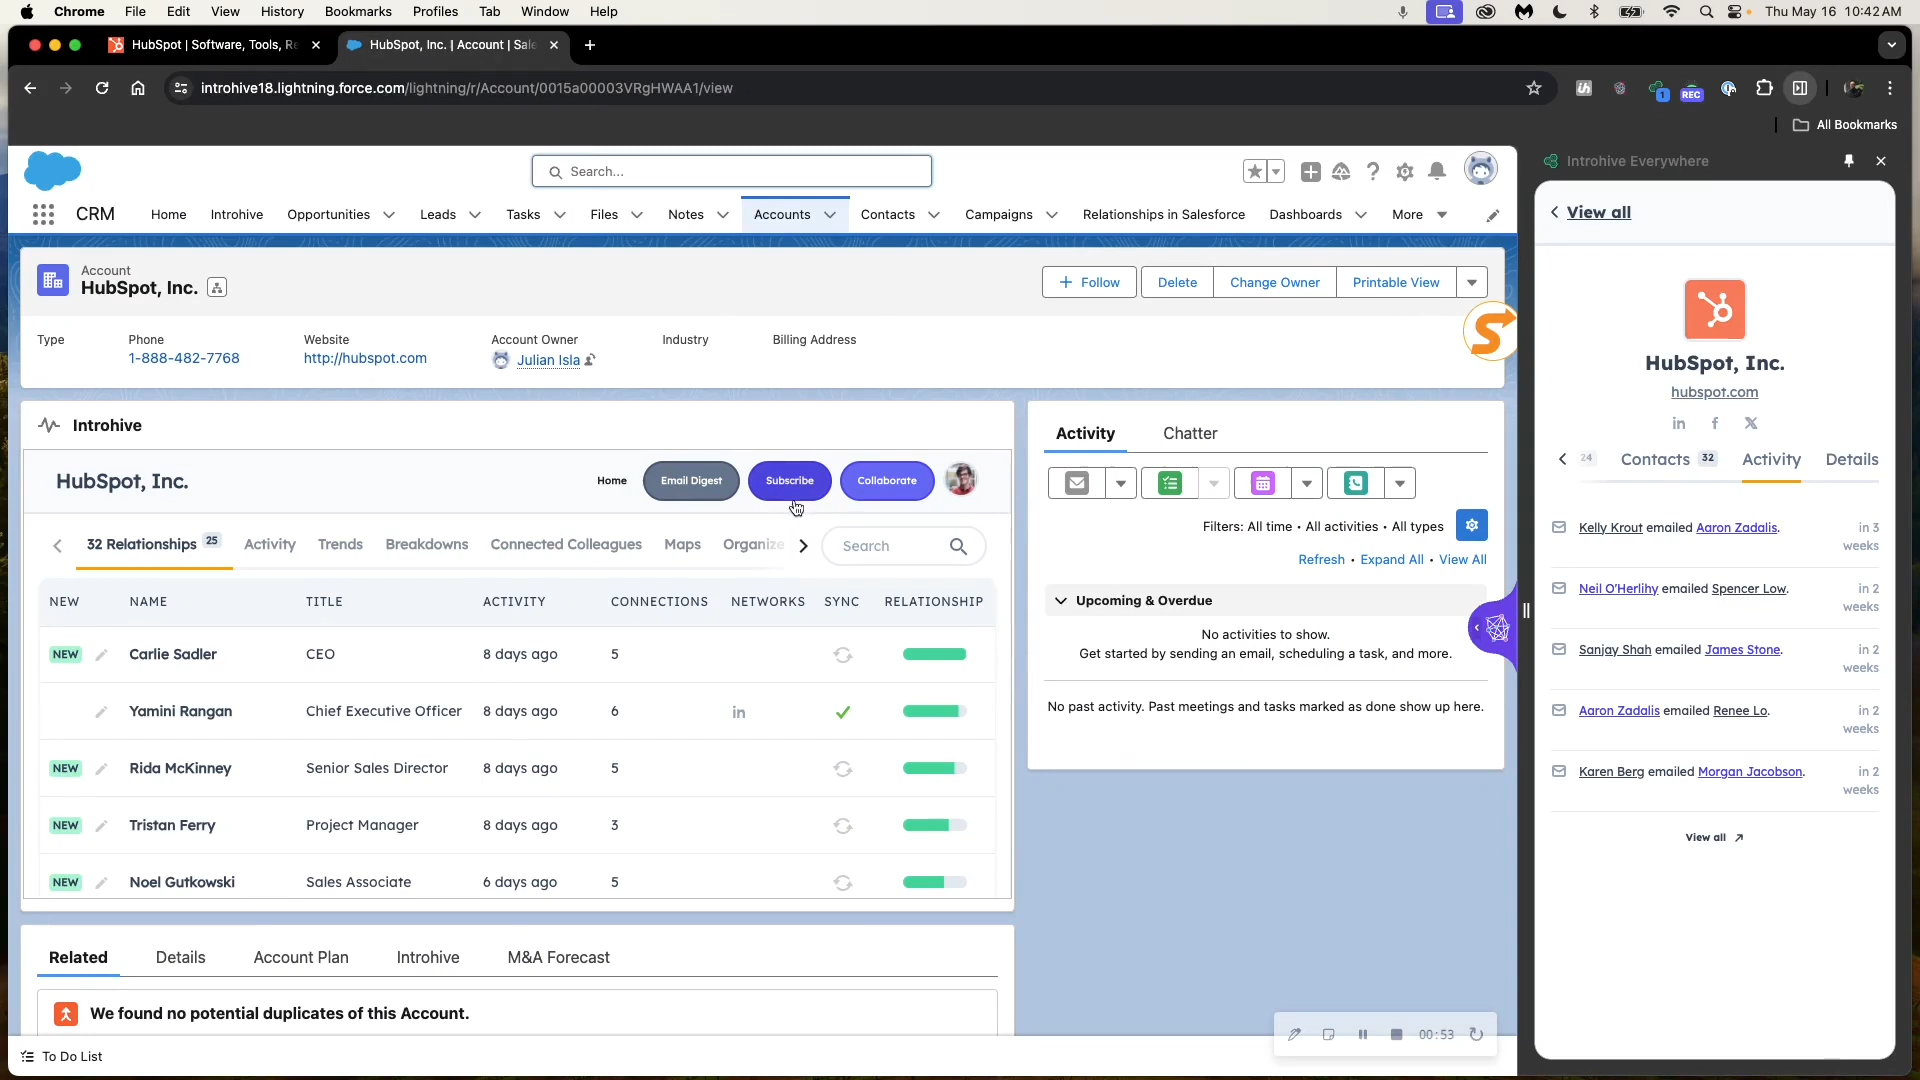 Chrome File Edit View History Bookmarks Profiles Tab Window Help Thu May 16 10:42 AM
HubSpot | Software, Tools, Re HubSpot, Inc. | Account | Sale
introhive18.lightning.force.com/lightning/r/Account/0015a00003VRgHWAA1/view 1 REC
All Bookmarks
Search...
CRM Home Introhive Opportunities Leads Tasks Files Notes Accounts Contacts Campaigns Relationships in Salesforce Dashboards More
Account
HubSpot, Inc.
Follow Delete Change Owner Printable View
Type Phone Website Account Owner Industry Billing Address
1-888-482-7768 http://hubspot.com Julian Isla
Introhive
HubSpot, Inc. Home Email Digest Subscribe Collaborate
32 Relationships 25 Activity Trends Breakdowns Connected Colleagues Maps Organize Search
NEW NAME TITLE ACTIVITY CONNECTIONS NETWORKS SYNC RELATIONSHIP
NEW Carlie Sadler CEO 8 days ago 5
Yamini Rangan Chief Executive Officer 8 days ago 6 in
NEW Rida McKinney Senior Sales Director 8 days ago 5
NEW Tristan Ferry Project Manager 8 days ago 3
NEW Noel Gutkowski Sales Associate 6 days ago 5
Related Details Account Plan Introhive M&A Forecast
We found no potential duplicates of this Account.
To Do List
Activity Chatter
Filters: All time • All activities • All types
Refresh • Expand All • View All
Upcoming & Overdue
No activities to show.
Get started by sending an email, scheduling a task, and more.
No past activity. Past meetings and tasks marked as done show up here.
00:53
Introhive Everywhere
View all
HubSpot, Inc.
hubspot.com
in f X
24 Contacts 32 Activity Details
Kelly Krout emailed Aaron Zadalis. in 3
weeks
Neil O'Herlihy emailed Spencer Low. in 2
weeks
Sanjay Shah emailed James Stone. in 2
weeks
Aaron Zadalis emailed Renee Lo. in 2
weeks
Karen Berg emailed Morgan Jacobson. in 2
weeks
View all